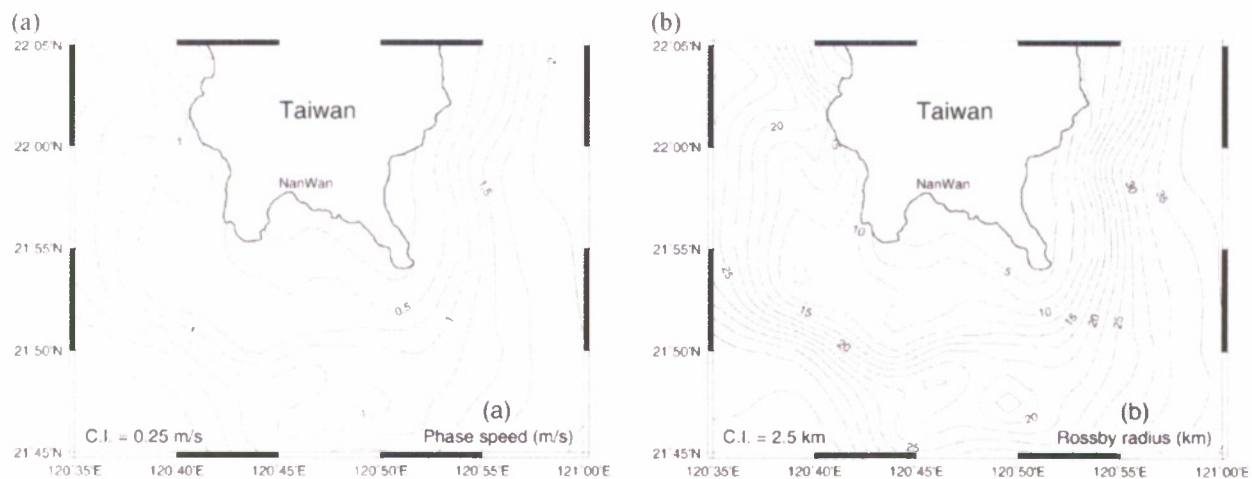 (a)
22°05'N
22°00'N
21°55'N
21°50'N
21°45'N
120°35'E
120°40'E
120°45'E
120°50'E
120°55'E
121°00'E
Taiwan
NanWan
1
1.5
0.5
1
(a)
C.I. = 0.25 m/s
Phase speed (m/s)
(b)
22°05'N
22°00'N
21°55'N
21°50'N
21°45'N
120°35'E
120°40'E
120°45'E
120°50'E
120°55'E
121°00'E
Taiwan
NanWan
20
10
5
25
15
20
10
15
20
25
20
(b)
C.I. = 2.5 km
Rossby radius (km)